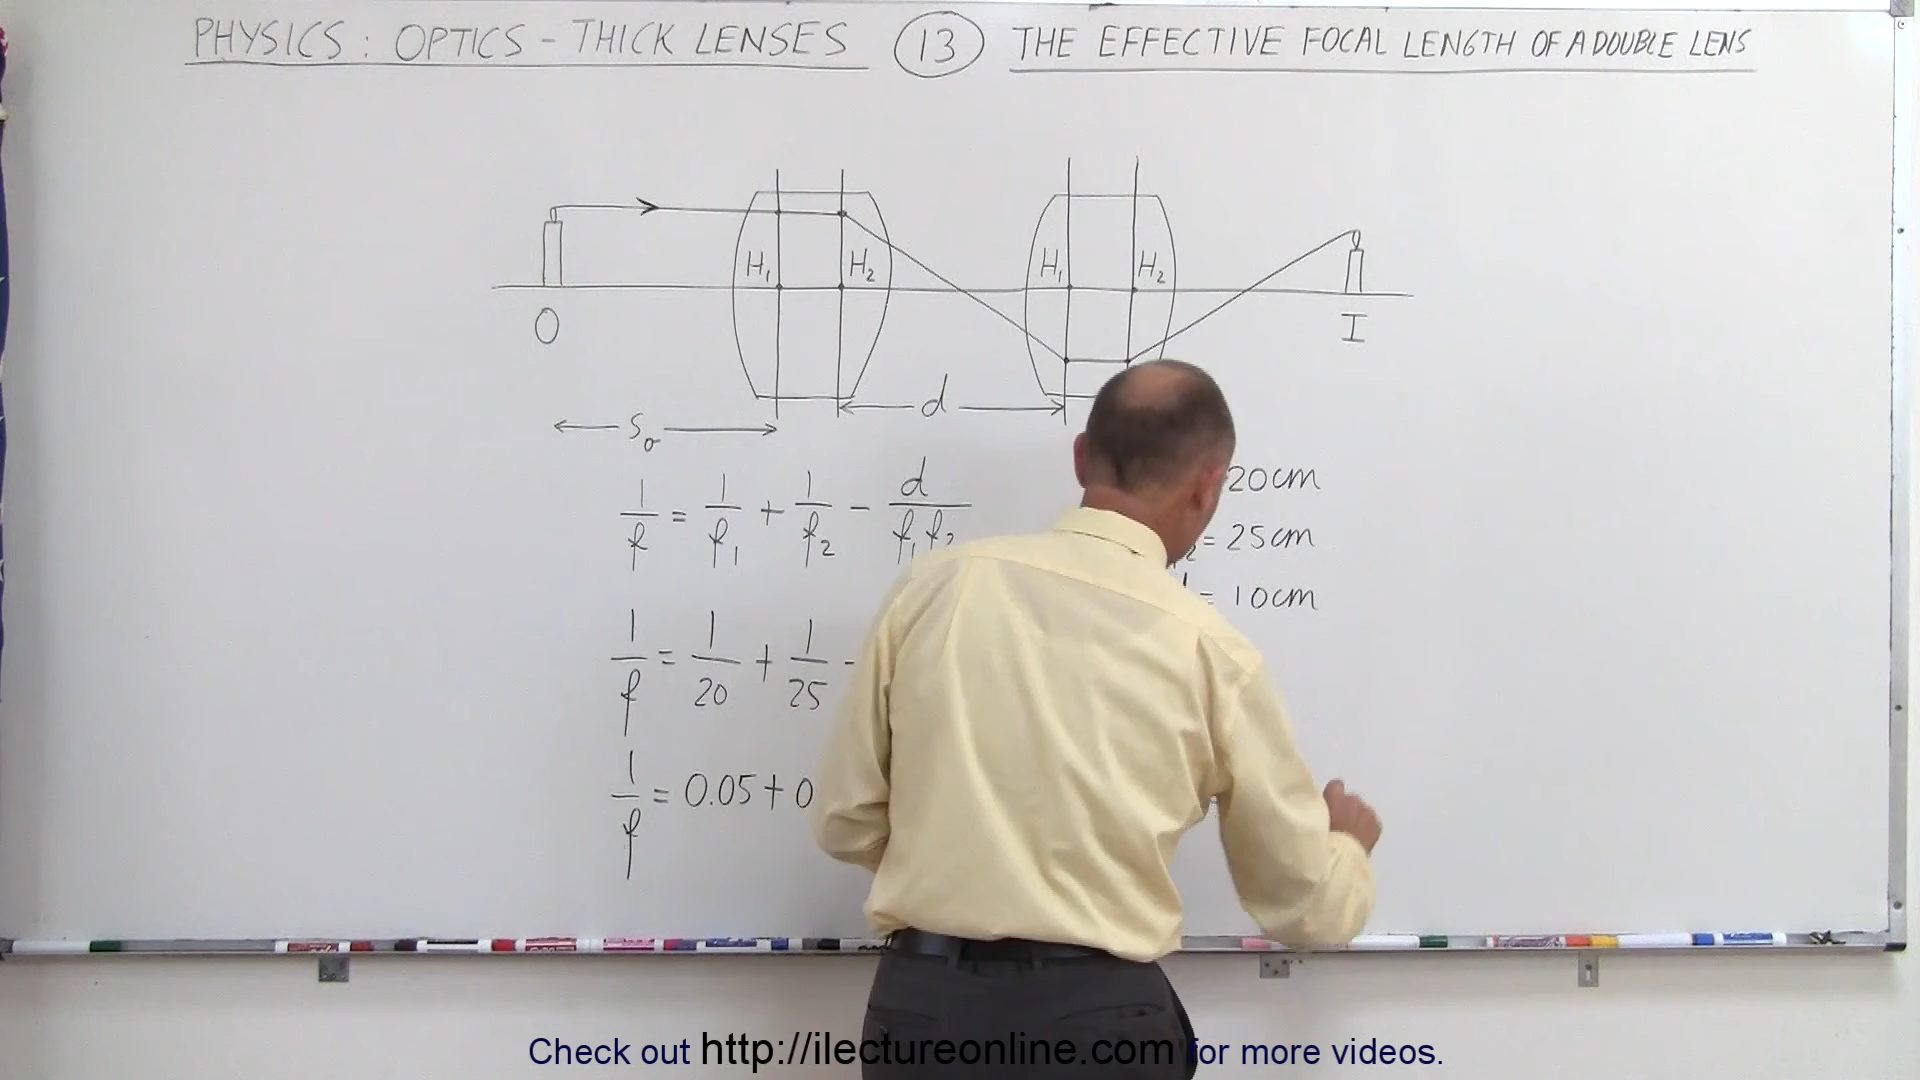 PHYSICS: OPTICS - THICK LENSES 13 THE EFFECTIVE FOCAL LENGTH OF A DOUBLE LENS
H₁ H₂ H₁ H₂
O I
d
S₀
1/f = 1/f₁ + 1/f₂ - d/f₁f₂
20cm
₂ = 25cm
= 10cm
1/f = 1/20 + 1/25 -
1/f = 0.05 + 0
Check out http://ilectureonline.com for more videos.